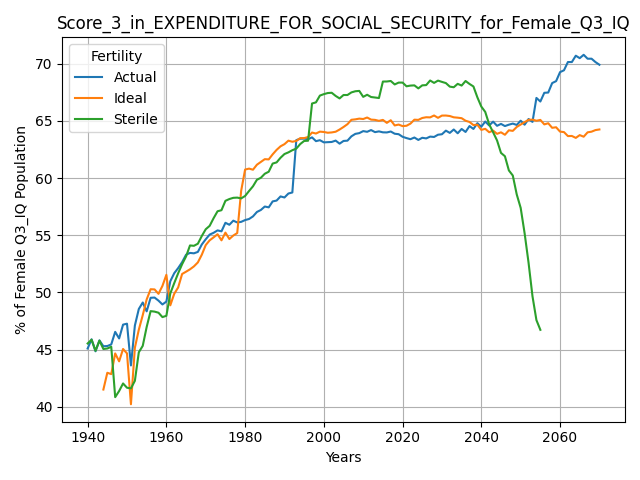 Score_3_in_EXPENDITURE_FOR_SOCIAL_SECURITY_for_Female_Q3_IQ
Fertility
Actual
Ideal
Sterile
% of Female Q3_IQ Population
70
65
60
55
50
45
40
1940
1960
1980
2000
2020
2040
2060
Years